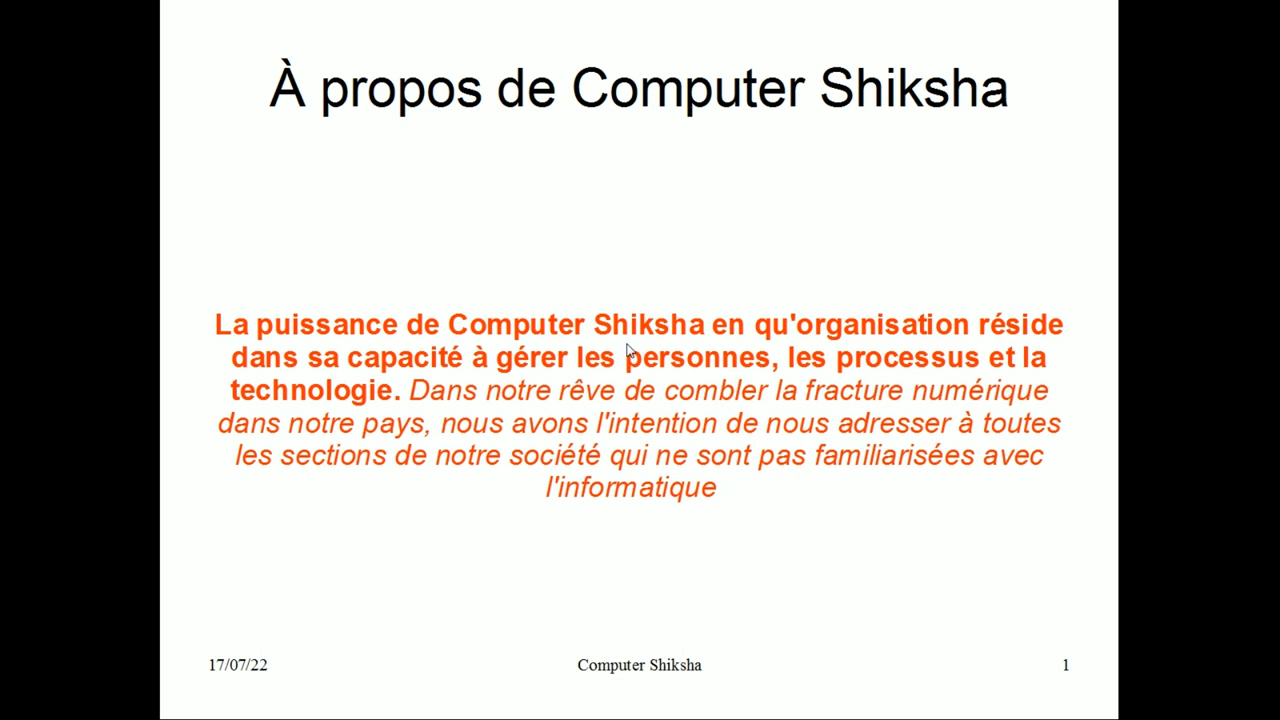 À propos de Computer Shiksha
La puissance de Computer Shiksha en qu'organisation réside
dans sa capacité à gérer les personnes, les processus et la
technologie. Dans notre rêve de combler la fracture numérique
dans notre pays, nous avons l'intention de nous adresser à toutes
les sections de notre société qui ne sont pas familiarisées avec
l'informatique
17/07/22 Computer Shiksha 1